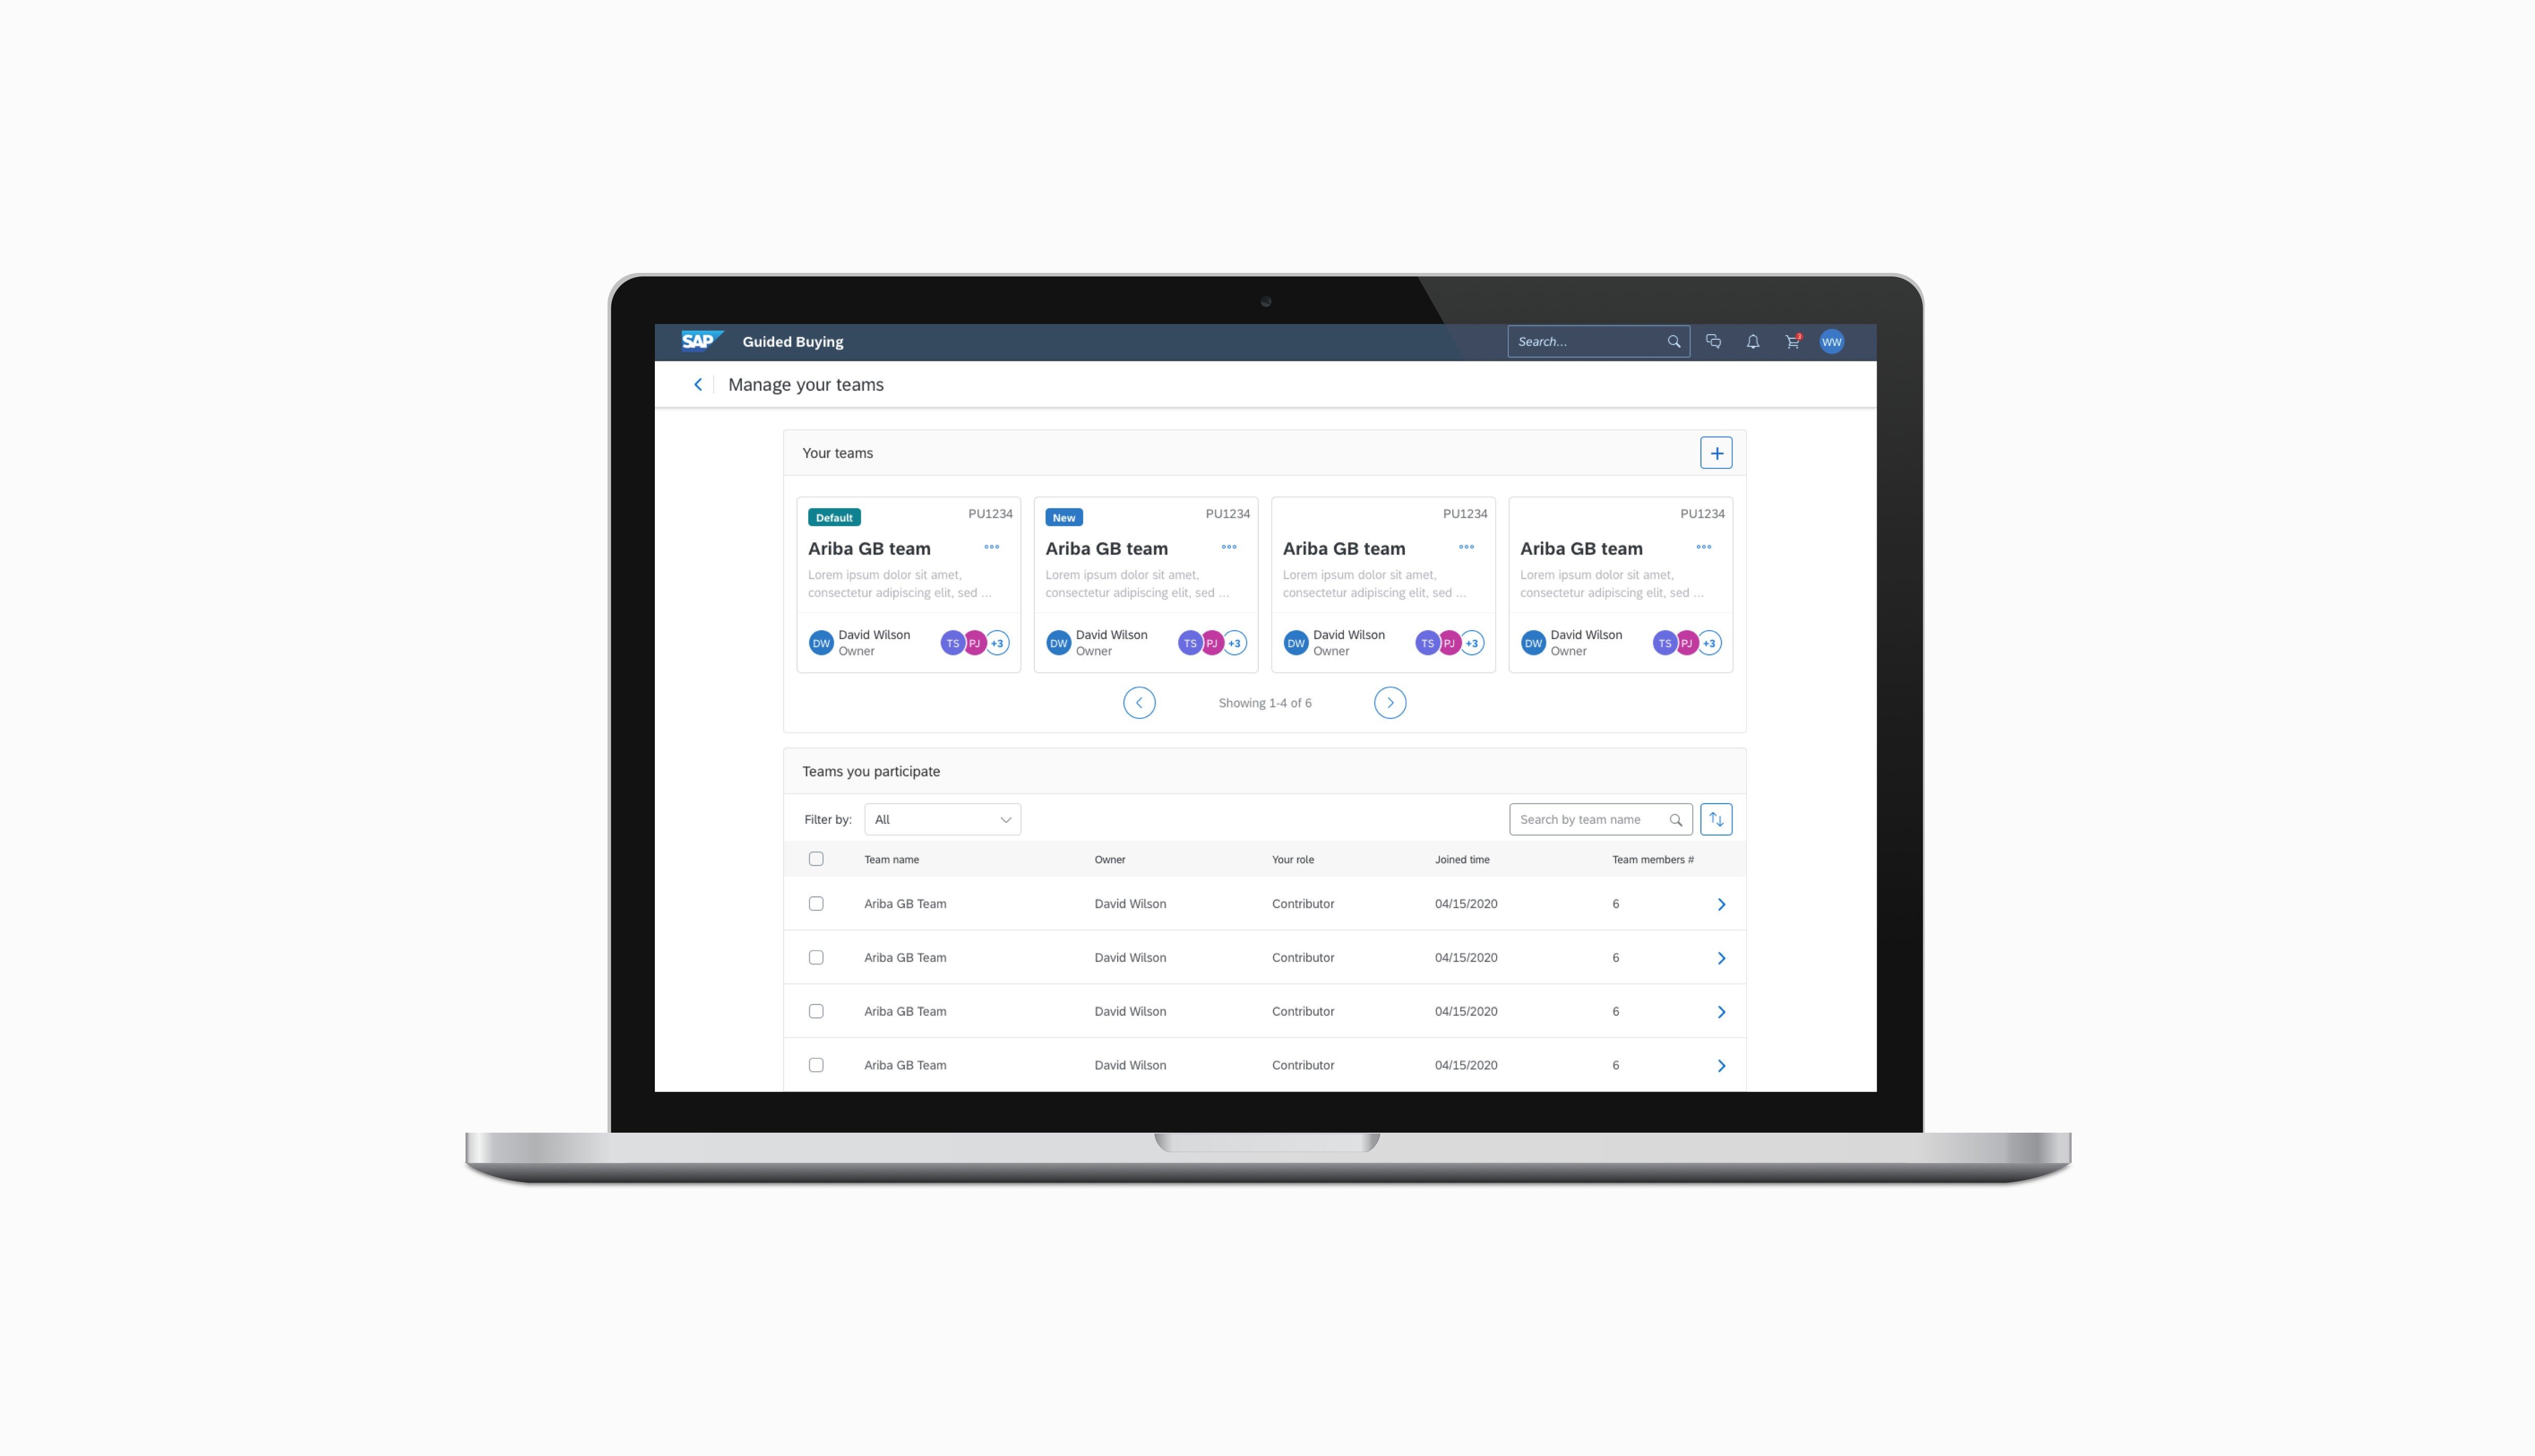 SAP Guided Buying Search... 3 WW
Manage your teams
Your teams
Default PU1234
Ariba GB team
Lorem ipsum dolor sit amet,
consectetur adipiscing elit, sed ...
DW David Wilson TS PJ +3
Owner
New PU1234
Ariba GB team
Lorem ipsum dolor sit amet,
consectetur adipiscing elit, sed ...
DW David Wilson TS PJ +3
Owner
PU1234
Ariba GB team
Lorem ipsum dolor sit amet,
consectetur adipiscing elit, sed ...
DW David Wilson TS PJ +3
Owner
PU1234
Ariba GB team
Lorem ipsum dolor sit amet,
consectetur adipiscing elit, sed ...
DW David Wilson TS PJ +3
Owner
Showing 1-4 of 6
Teams you participate
Filter by: All Search by team name
Team name Owner Your role Joined time Team members #
Ariba GB Team David Wilson Contributor 04/15/2020 6
Ariba GB Team David Wilson Contributor 04/15/2020 6
Ariba GB Team David Wilson Contributor 04/15/2020 6
Ariba GB Team David Wilson Contributor 04/15/2020 6